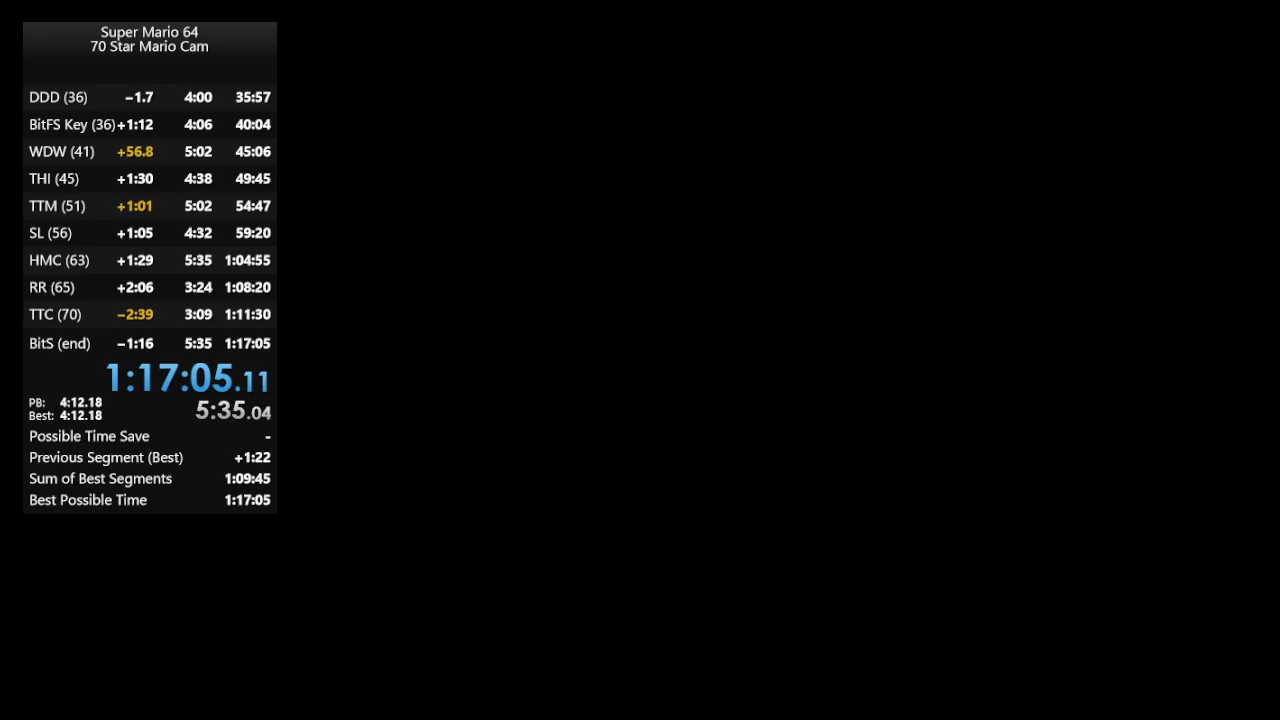 Super Mario 64
70 Star Mario Cam
DDD (36) −1.7 4:00 35:57
BitFS Key (36) +1:12 4:06 40:04
WDW (41) +56.8 5:02 45:06
THI (45) +1:30 4:38 49:45
TTM (51) +1:01 5:02 54:47
SL (56) +1:05 4:32 59:20
HMC (63) +1:29 5:35 1:04:55
RR (65) +2:06 3:24 1:08:20
TTC (70) −2:39 3:09 1:11:30
BitS (end) −1:16 5:35 1:17:05
1:17:05.11
PB: 4:12.18
Best: 4:12.18 5:35.04
Possible Time Save -
Previous Segment (Best) +1:22
Sum of Best Segments 1:09:45
Best Possible Time 1:17:05